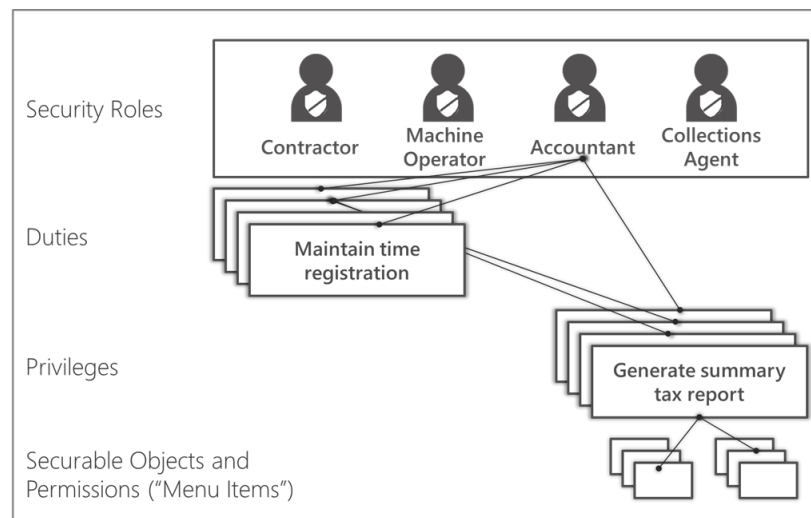 Security Roles
Contractor
Machine
Operator
Accountant
Collections
Agent
Duties
Maintain time
registration
Privileges
Generate summary
tax report
Securable Objects and
Permissions (“Menu Items”)